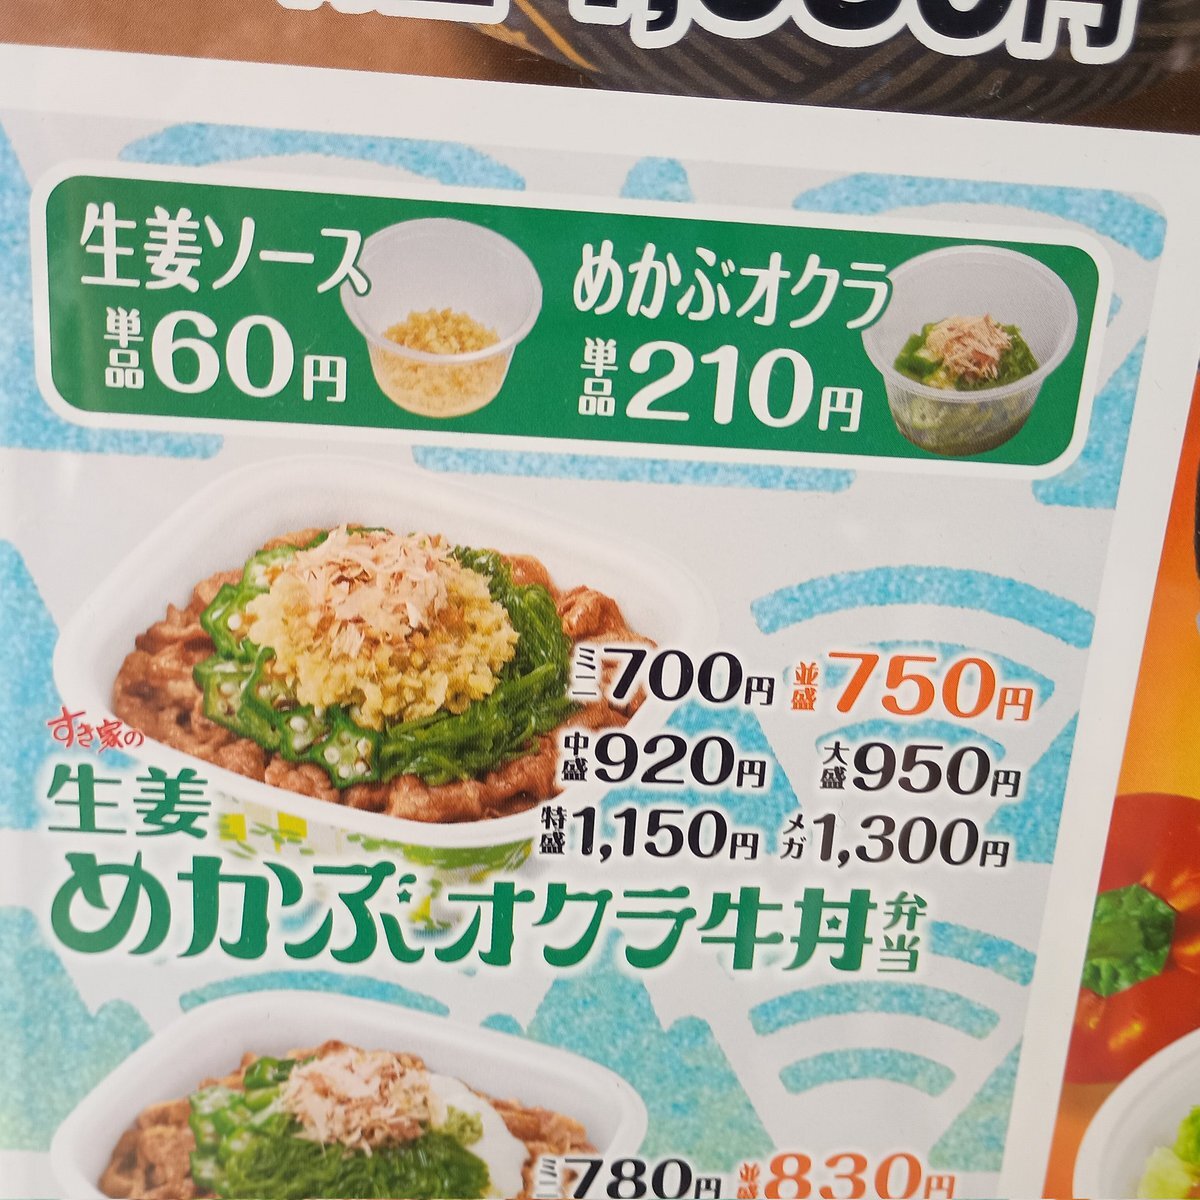 生姜ソース
単品60円
めかぶオクラ
単品210円
ミニ700円 並盛750円
中盛920円 大盛950円
特盛1,150円 メガ1,300円
すき家の
生姜
めかぶオクラ牛丼弁当
ミニ780円 830円